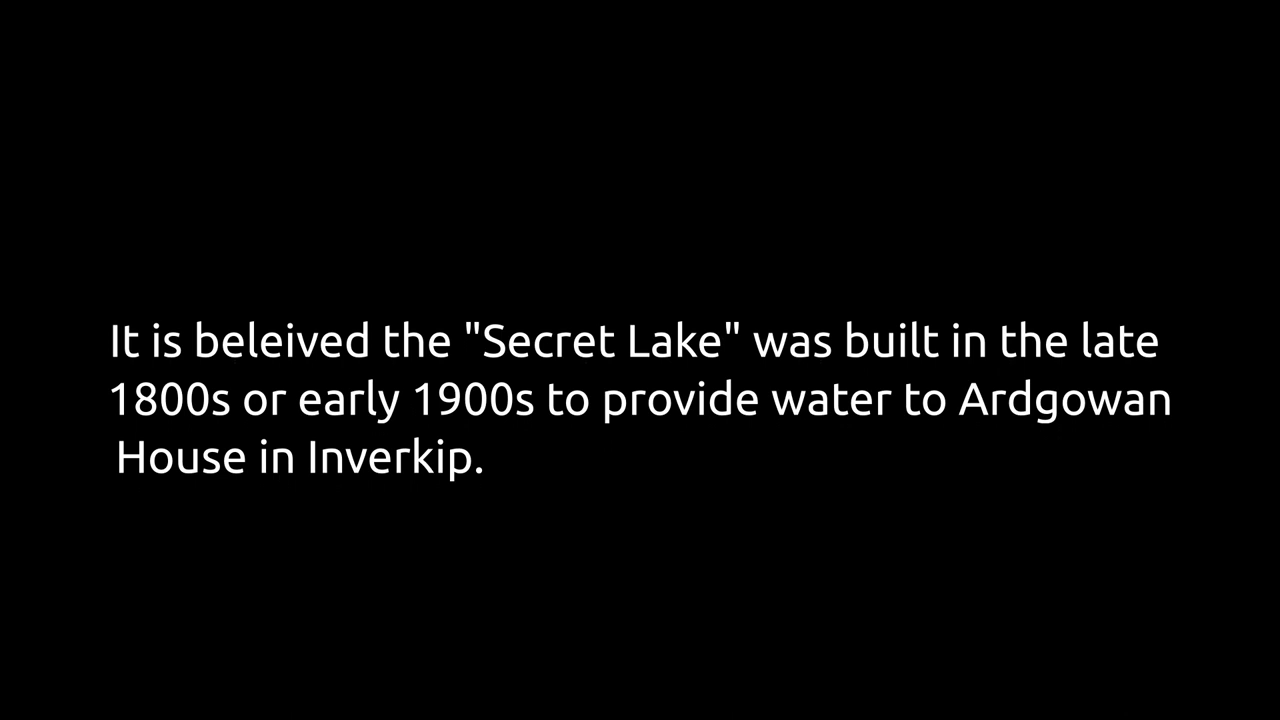 It is beleived the "Secret Lake" was built in the late
1800s or early 1900s to provide water to Ardgowan
House in Inverkip.